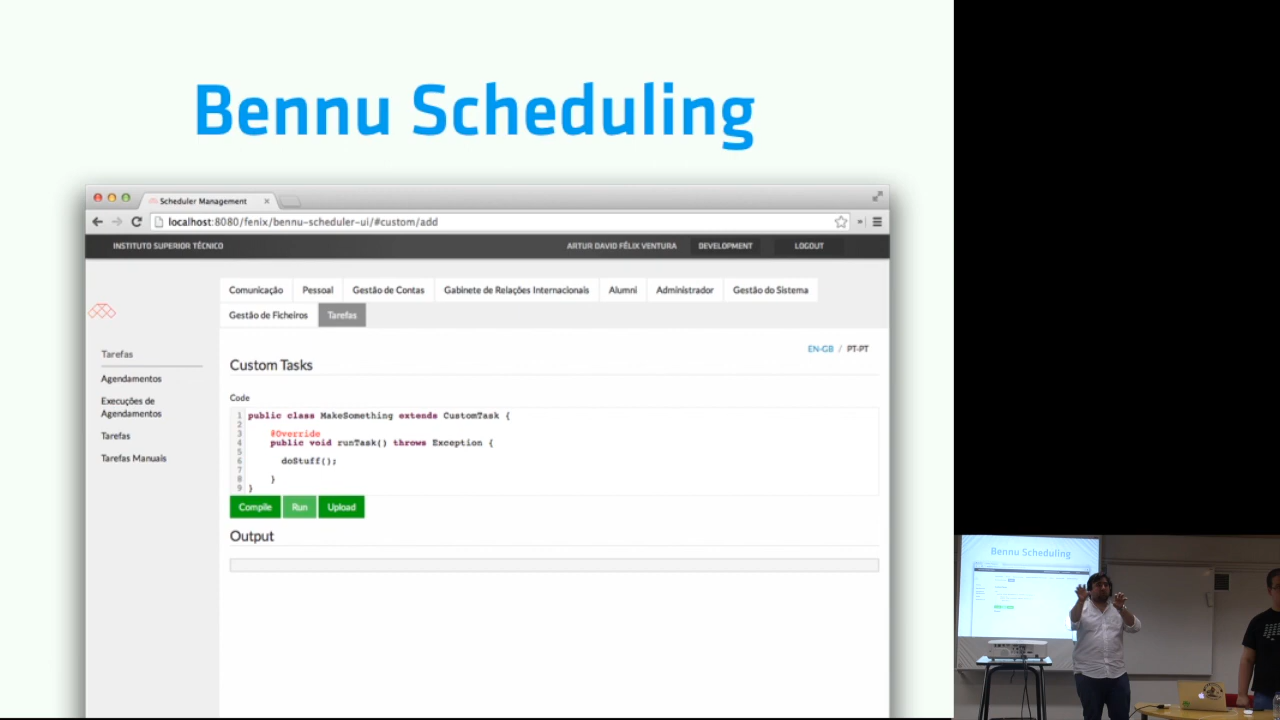 Bennu Scheduling
Scheduler Management
localhost:8080/fenix/bennu-scheduler-ui/#custom/add
INSTITUTO SUPERIOR TÉCNICO
ARTUR DAVID FÉLIX VENTURA DEVELOPMENT LOGOUT
Comunicação Pessoal Gestão de Contas Gabinete de Relações Internacionais Alumni Administrador Gestão do Sistema
Gestão de Ficheiros Tarefas
EN-GB / PT-PT
Tarefas
Agendamentos
Execuções de
Agendamentos
Tarefas
Tarefas Manuais
Custom Tasks
Code
1 public class MakeSomething extends CustomTask {
2
3 @Override
4 public void runTask() throws Exception {
5
6 doStuff();
7
8 }
9 }
Compile Run Upload
Output
Bennu Scheduling